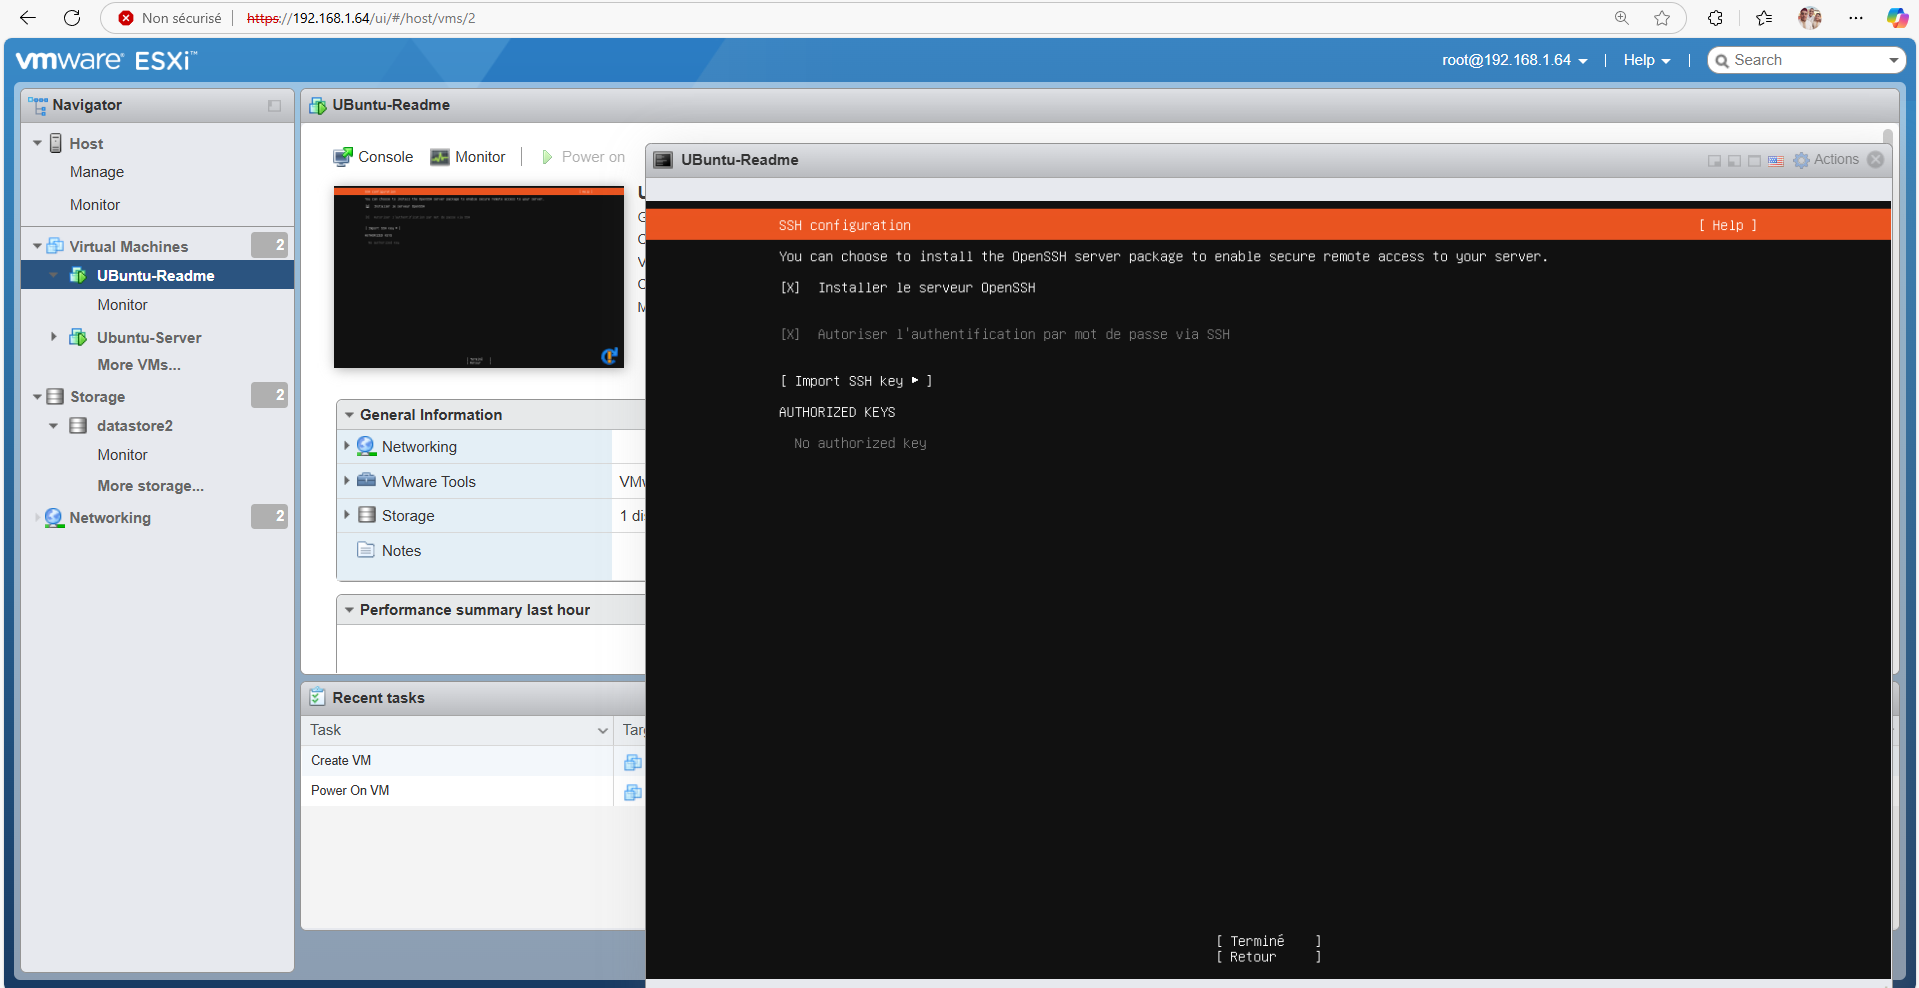 Non sécurisé https://192.168.1.64/ui/#/host/vms/2
vmware ESXi™
root@192.168.1.64 | Help | Search
Navigator
Host
Manage
Monitor
Virtual Machines 2
UBuntu-Readme
Monitor
Ubuntu-Server
More VMs...
Storage 2
datastore2
Monitor
More storage...
Networking 2
UBuntu-Readme
Console Monitor Power on
General Information
Networking
VMware Tools VMw
Storage 1 di
Notes
Performance summary last hour
Recent tasks
Task Tar
Create VM
Power On VM
UBuntu-Readme Actions
SSH configuration [ Help ]
You can choose to install the OpenSSH server package to enable secure remote access to your server.
[X] Installer le serveur OpenSSH
[X] Autoriser l'authentification par mot de passe via SSH
[ Import SSH key ▸ ]
AUTHORIZED KEYS
No authorized key
[ Terminé ]
[ Retour ]